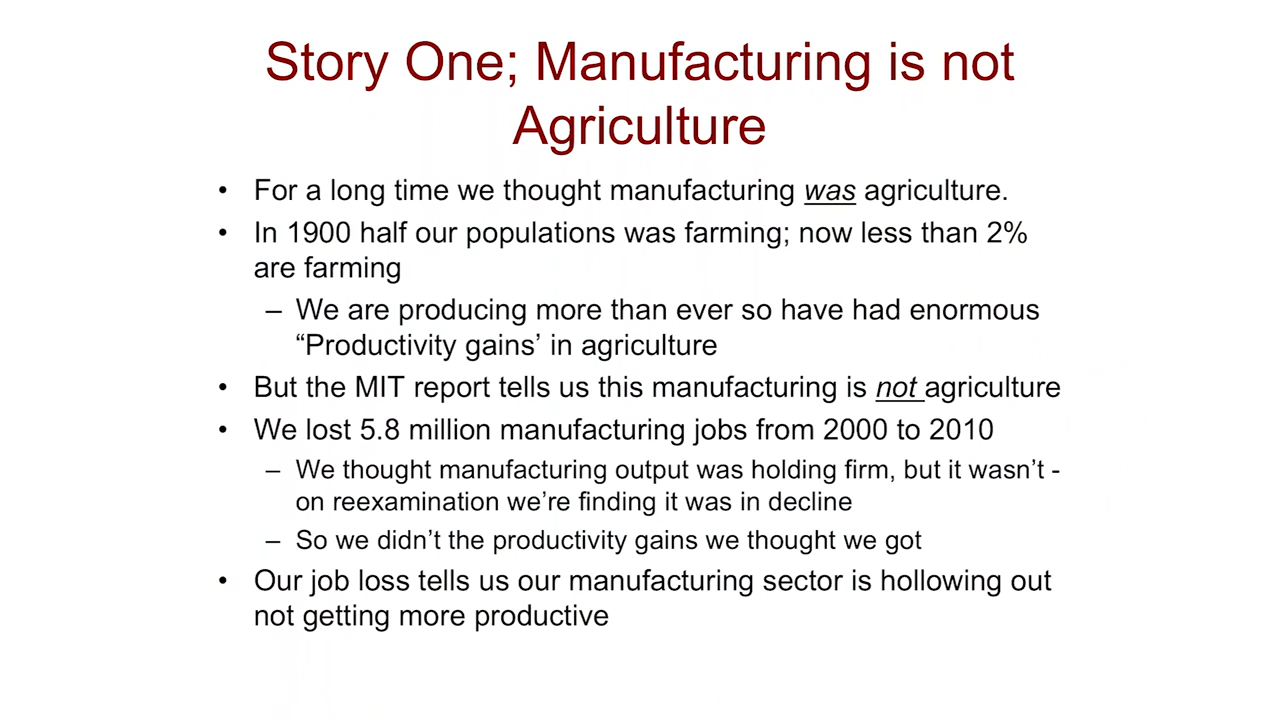 Story One; Manufacturing is not
Agriculture
• For a long time we thought manufacturing was agriculture.
• In 1900 half our populations was farming; now less than 2%
are farming
– We are producing more than ever so have had enormous
“Productivity gains’ in agriculture
• But the MIT report tells us this manufacturing is not agriculture
• We lost 5.8 million manufacturing jobs from 2000 to 2010
– We thought manufacturing output was holding firm, but it wasn’t -
on reexamination we’re finding it was in decline
– So we didn’t the productivity gains we thought we got
• Our job loss tells us our manufacturing sector is hollowing out
not getting more productive